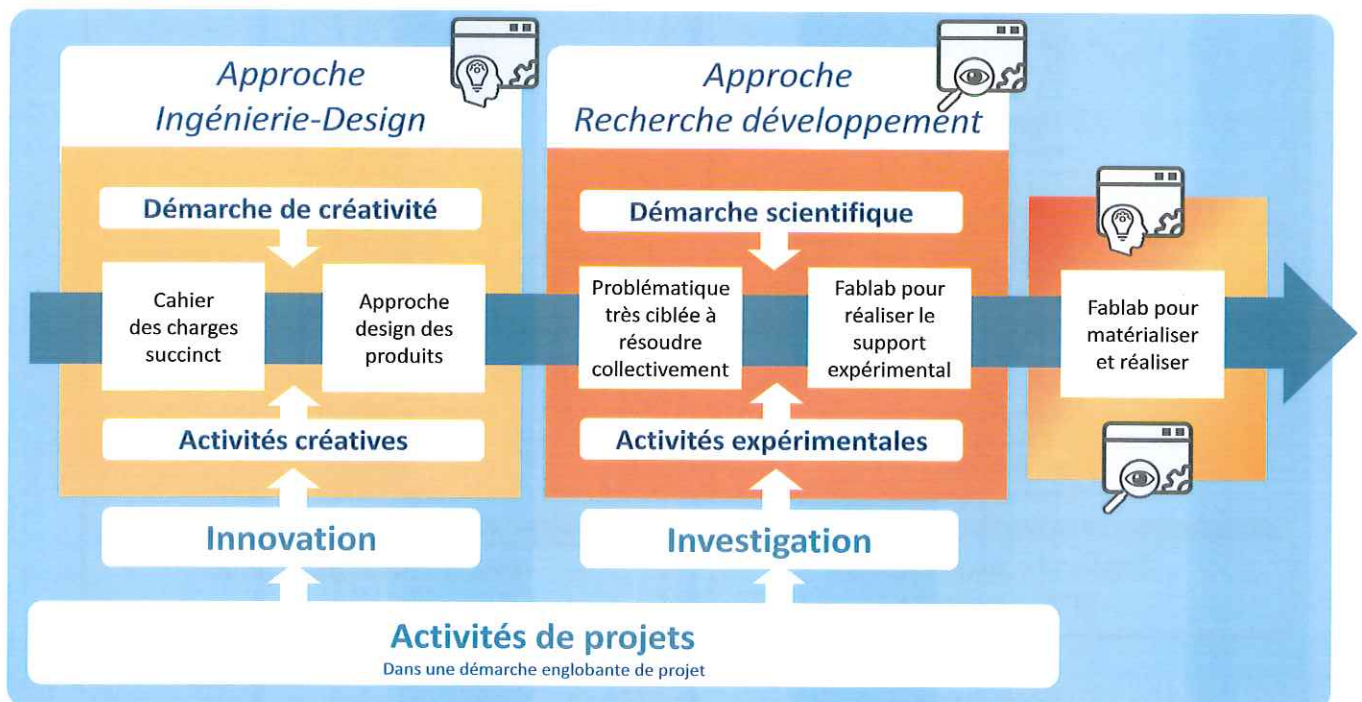 Approche
Ingénierie-Design
Démarche de créativité
Cahier
des charges
succinct
Approche
design des
produits
Activités créatives
Innovation
Approche
Recherche développement
Démarche scientifique
Problématique
très ciblée à
résoudre
collectivement
Fablab pour
réaliser le
support
expérimental
Activités expérimentales
Investigation
Fablab pour
matérialiser
et réaliser
Activités de projets
Dans une démarche englobante de projet